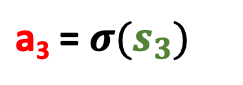 a₃ = σ(s₃)